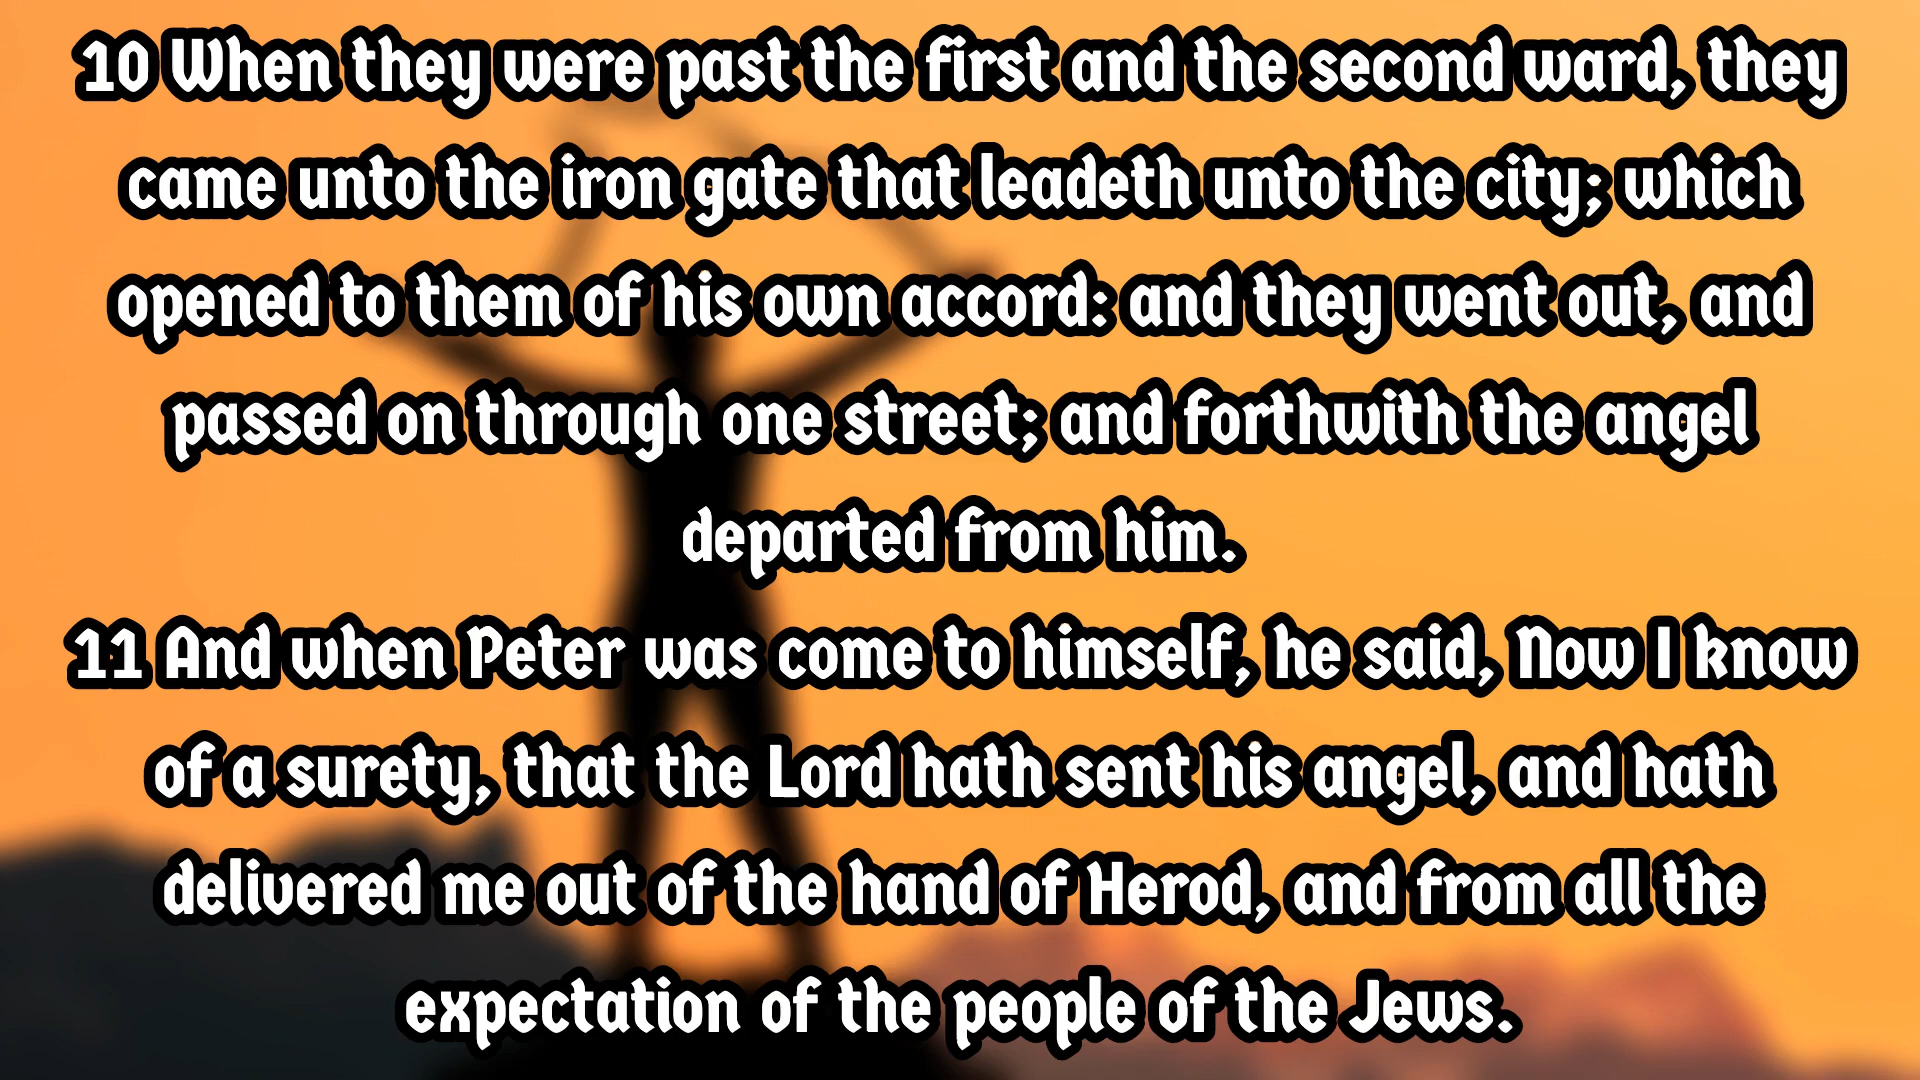 10 When they were past the first and the second ward, they
came unto the iron gate that leadeth unto the city; which
opened to them of his own accord: and they went out, and
passed on through one street; and forthwith the angel
departed from him.
11 And when Peter was come to himself, he said, Now I know
of a surety, that the Lord hath sent his angel, and hath
delivered me out of the hand of Herod, and from all the
expectation of the people of the Jews.